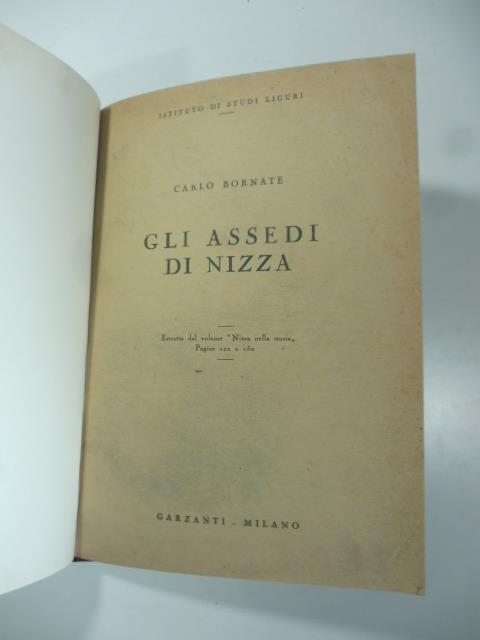 ISTITUTO DI STUDI LIGURI
CARLO BORNATE
GLI ASSEDI
DI NIZZA
Estratto dal volume "Nizza nella storia„
Pagine 122 a 180
GARZANTI - MILANO